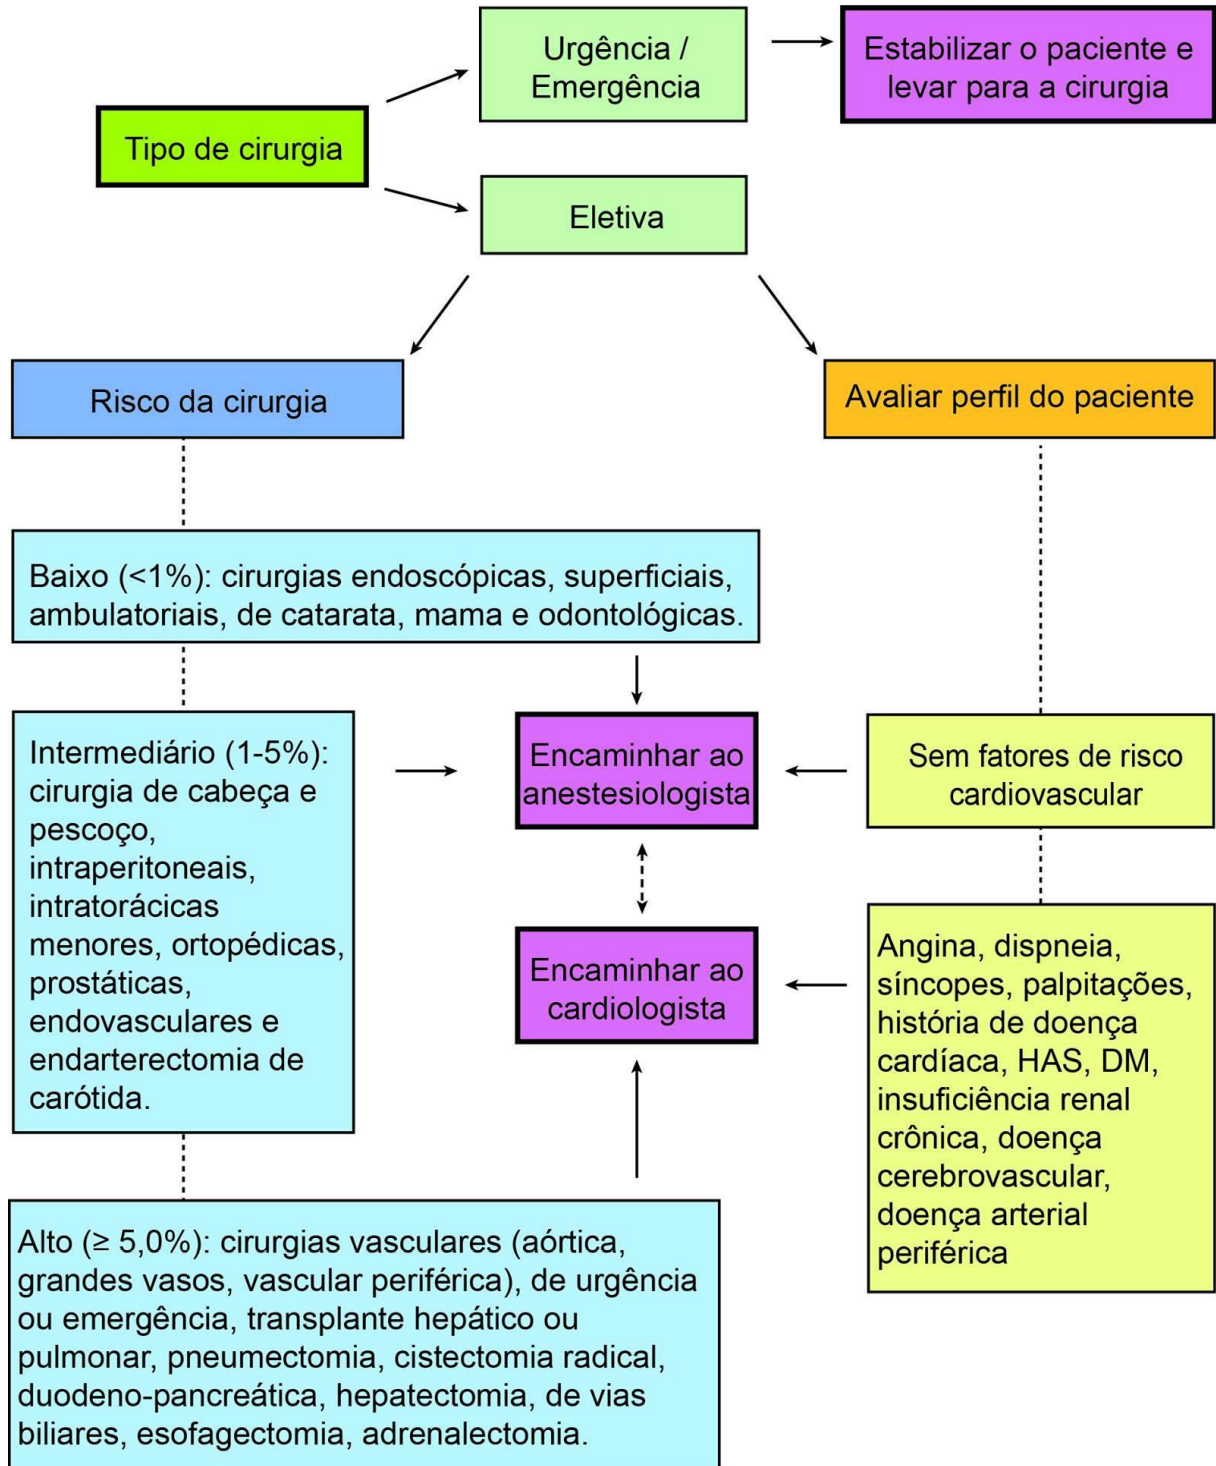 Urgência /
Emergência
Estabilizar o paciente e
levar para a cirurgia
Tipo de cirurgia
Eletiva
Risco da cirurgia
Avaliar perfil do paciente
Baixo (<1%): cirurgias endoscópicas, superficiais,
ambulatoriais, de catarata, mama e odontológicas.
Intermediário (1-5%):
cirurgia de cabeça e
pescoço,
intraperitoneais,
intratorácicas
menores, ortopédicas,
prostáticas,
endovasculares e
endarterectomia de
carótida.
Encaminhar ao
anestesiologista
Sem fatores de risco
cardiovascular
Encaminhar ao
cardiologista
Angina, dispneia,
síncopes, palpitações,
história de doença
cardíaca, HAS, DM,
insuficiência renal
crônica, doença
cerebrovascular,
doença arterial
periférica
Alto (≥ 5,0%): cirurgias vasculares (aórtica,
grandes vasos, vascular periférica), de urgência
ou emergência, transplante hepático ou
pulmonar, pneumectomia, cistectomia radical,
duodeno-pancreática, hepatectomia, de vias
biliares, esofagectomia, adrenalectomia.